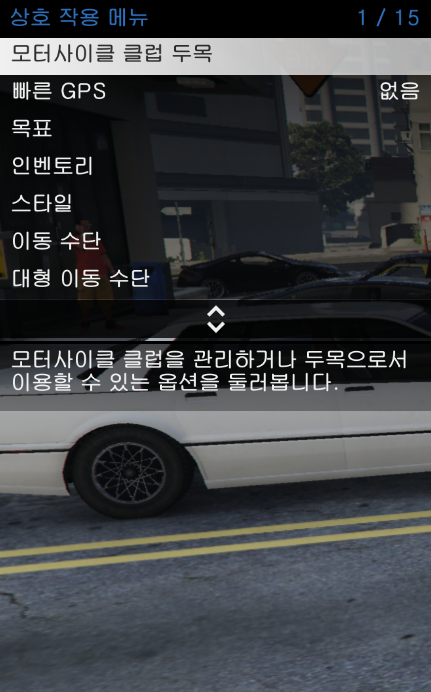 상호 작용 메뉴 1 / 15
모터사이클 클럽 두목
빠른 GPS 없음
목표
인벤토리
스타일
이동 수단
대형 이동 수단
모터사이클 클럽을 관리하거나 두목으로서
이용할 수 있는 옵션을 둘러봅니다.